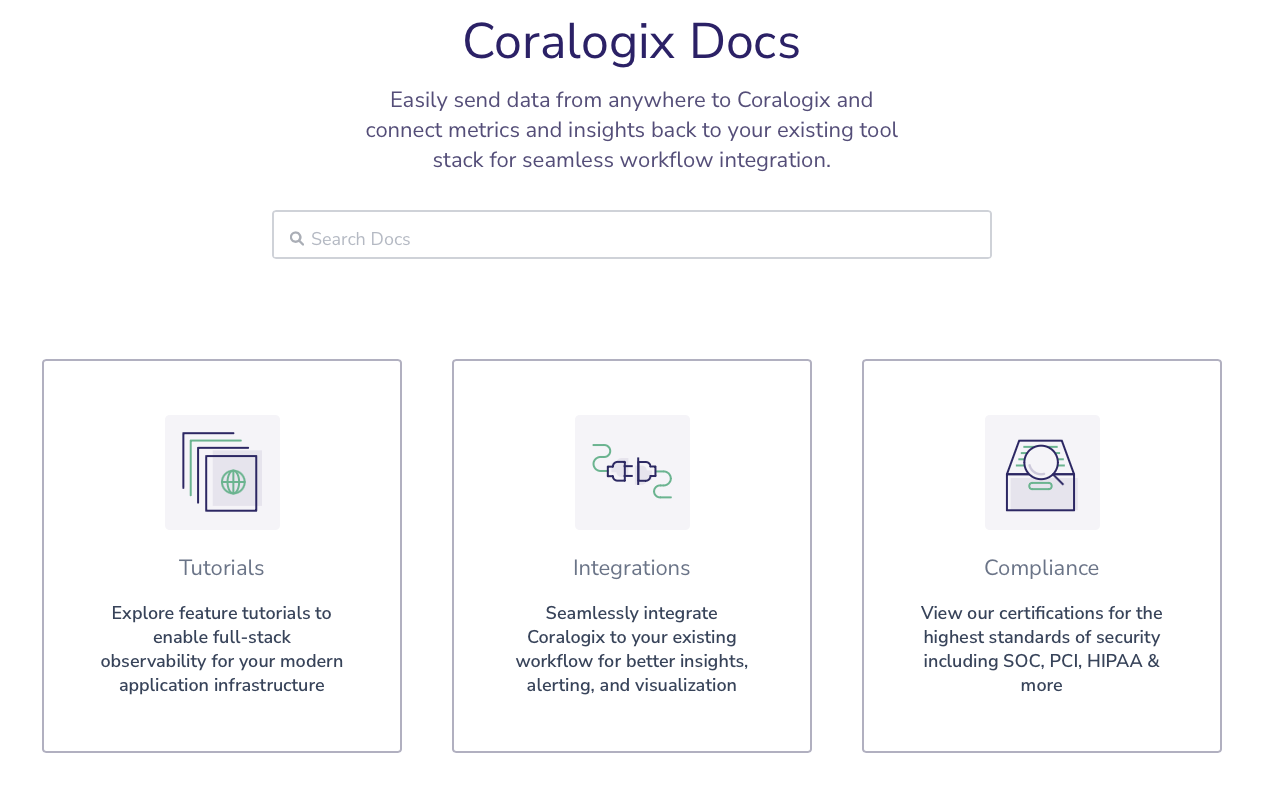 Coralogix Docs
Easily send data from anywhere to Coralogix and
connect metrics and insights back to your existing tool
stack for seamless workflow integration.
Search Docs
Tutorials
Explore feature tutorials to
enable full-stack
observability for your modern
application infrastructure
Integrations
Seamlessly integrate
Coralogix to your existing
workflow for better insights,
alerting, and visualization
Compliance
View our certifications for the
highest standards of security
including SOC, PCI, HIPAA &
more